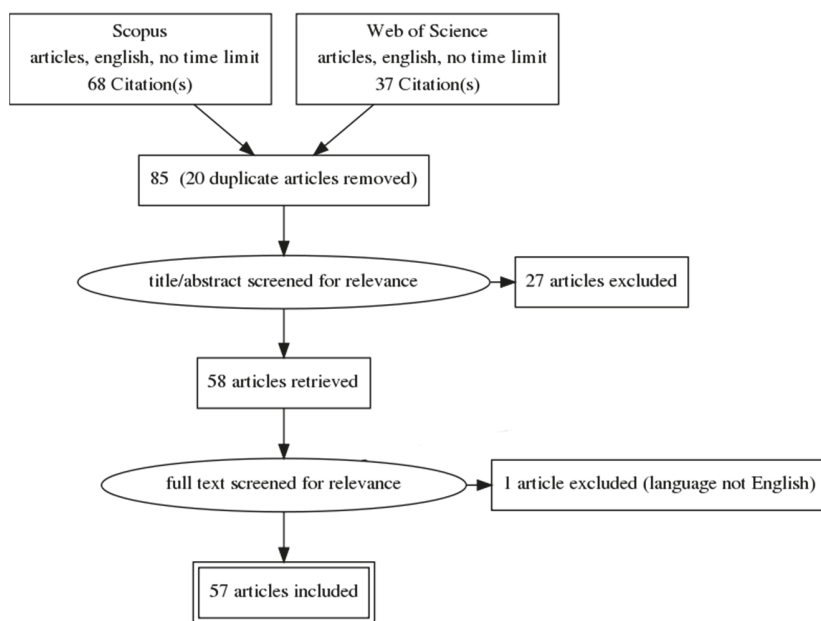 Scopus
articles, english, no time limit
68 Citation(s)
Web of Science
articles, english, no time limit
37 Citation(s)
85 (20 duplicate articles removed)
title/abstract screened for relevance
27 articles excluded
58 articles retrieved
full text screened for relevance
1 article excluded (language not English)
57 articles included